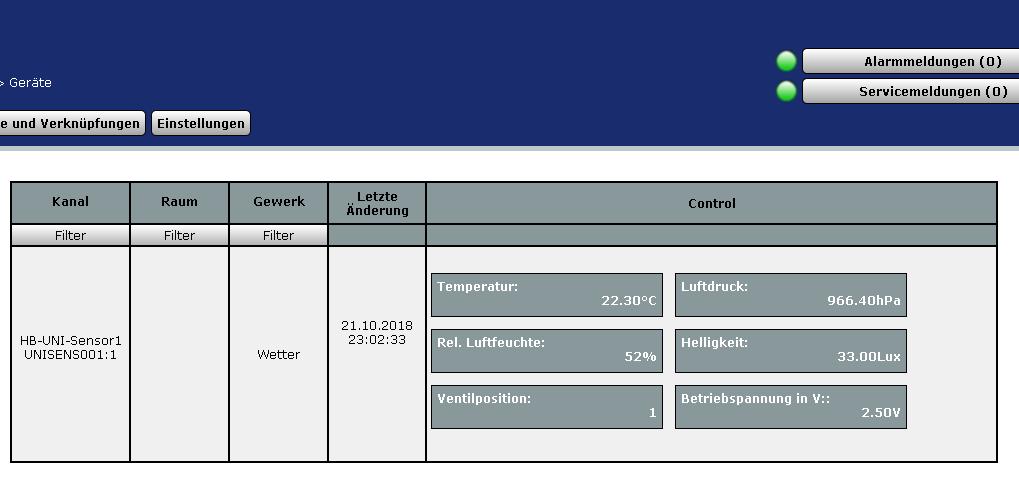 Alarmmeldungen (0)
> Geräte
Servicemeldungen (0)
e und Verknüpfungen Einstellungen
Kanal Raum Gewerk Letzte Änderung Control
Filter Filter Filter
HB-UNI-Sensor1
UNISENS001:1
Wetter
21.10.2018
23:02:33
Temperatur:
22.30°C
Luftdruck:
966.40hPa
Rel. Luftfeuchte:
52%
Helligkeit:
33.00Lux
Ventilposition:
1
Betriebspannung in V::
2.50V